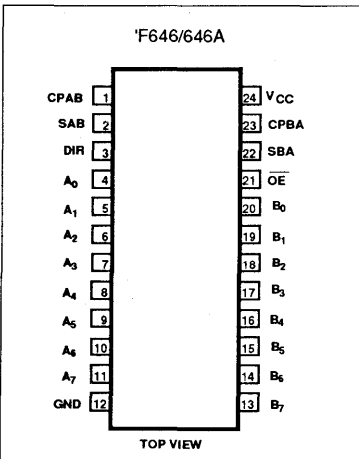 'F646/646A
CPAB 1 24 VCC
SAB 2 23 CPBA
DIR 3 22 SBA
A0 4 21 OE
A1 5 20 B0
A2 6 19 B1
A3 7 18 B2
A4 8 17 B3
A5 9 16 B4
A6 10 15 B5
A7 11 14 B6
GND 12 13 B7
TOP VIEW